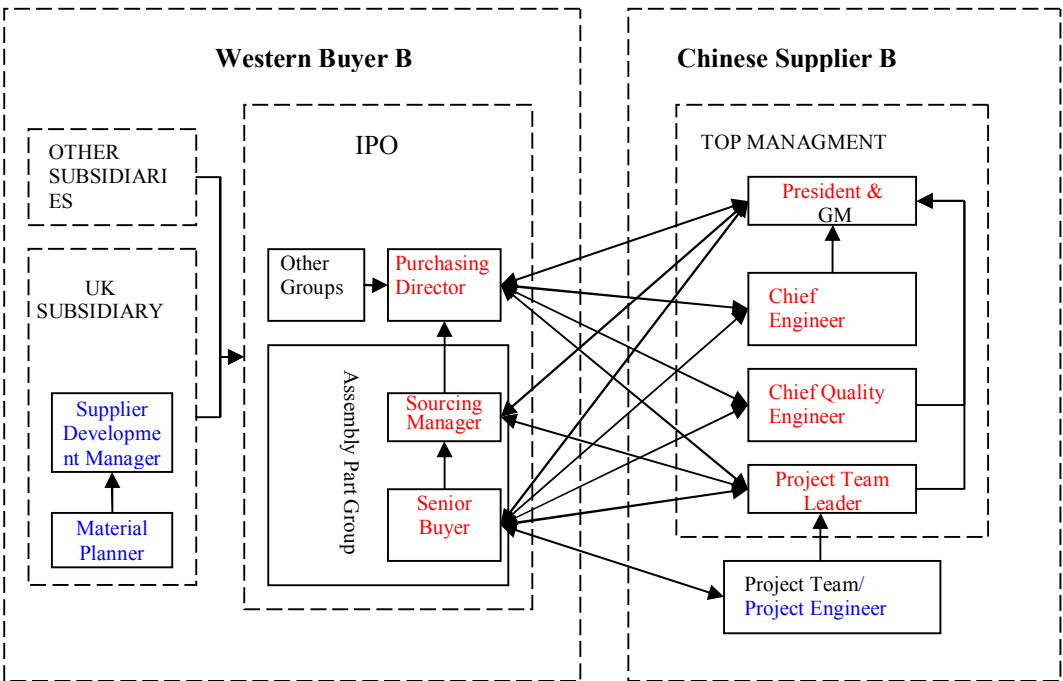 Western Buyer B
Chinese Supplier B
OTHER
SUBSIDIARI
ES
UK
SUBSIDIARY
Supplier
Developme
nt Manager
Material
Planner
IPO
Other
Groups
Purchasing
Director
Assembly Part Group
Sourcing
Manager
Senior
Buyer
TOP MANAGMENT
President &
GM
Chief
Engineer
Chief Quality
Engineer
Project Team
Leader
Project Team/
Project Engineer